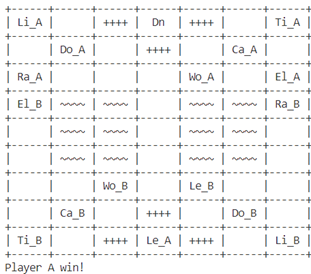 +------+------+------+------+------+------+------+
| Li_A |      | ++++ |  Dn  | ++++ |      | Ti_A |
+------+------+------+------+------+------+------+
|      | Do_A |      | ++++ |      | Ca_A |      |
+------+------+------+------+------+------+------+
| Ra_A |      |      |      | Wo_A |      | El_A |
+------+------+------+------+------+------+------+
| El_B | ~~~~ | ~~~~ |      | ~~~~ | ~~~~ | Ra_B |
+------+------+------+------+------+------+------+
|      | ~~~~ | ~~~~ |      | ~~~~ | ~~~~ |      |
+------+------+------+------+------+------+------+
|      | ~~~~ | ~~~~ |      | ~~~~ | ~~~~ |      |
+------+------+------+------+------+------+------+
|      |      | Wo_B |      | Le_B |      |      |
+------+------+------+------+------+------+------+
|      | Ca_B |      | ++++ |      | Do_B |      |
+------+------+------+------+------+------+------+
| Ti_B |      | ++++ | Le_A | ++++ |      | Li_B |
+------+------+------+------+------+------+------+
Player A win!